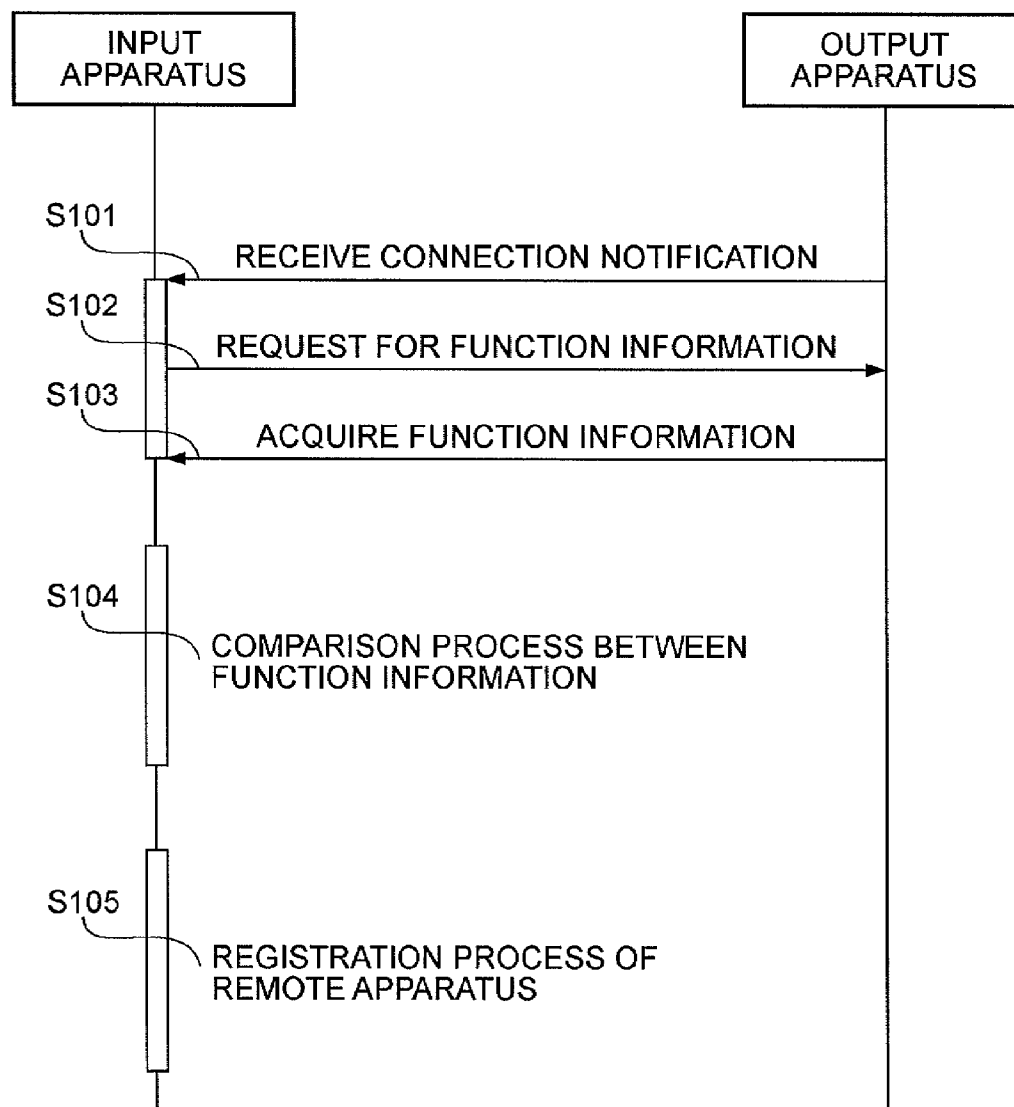 INPUT
APPARATUS
OUTPUT
APPARATUS
S101
RECEIVE CONNECTION NOTIFICATION
S102
REQUEST FOR FUNCTION INFORMATION
S103
ACQUIRE FUNCTION INFORMATION
S104
COMPARISON PROCESS BETWEEN
FUNCTION INFORMATION
S105
REGISTRATION PROCESS OF
REMOTE APPARATUS